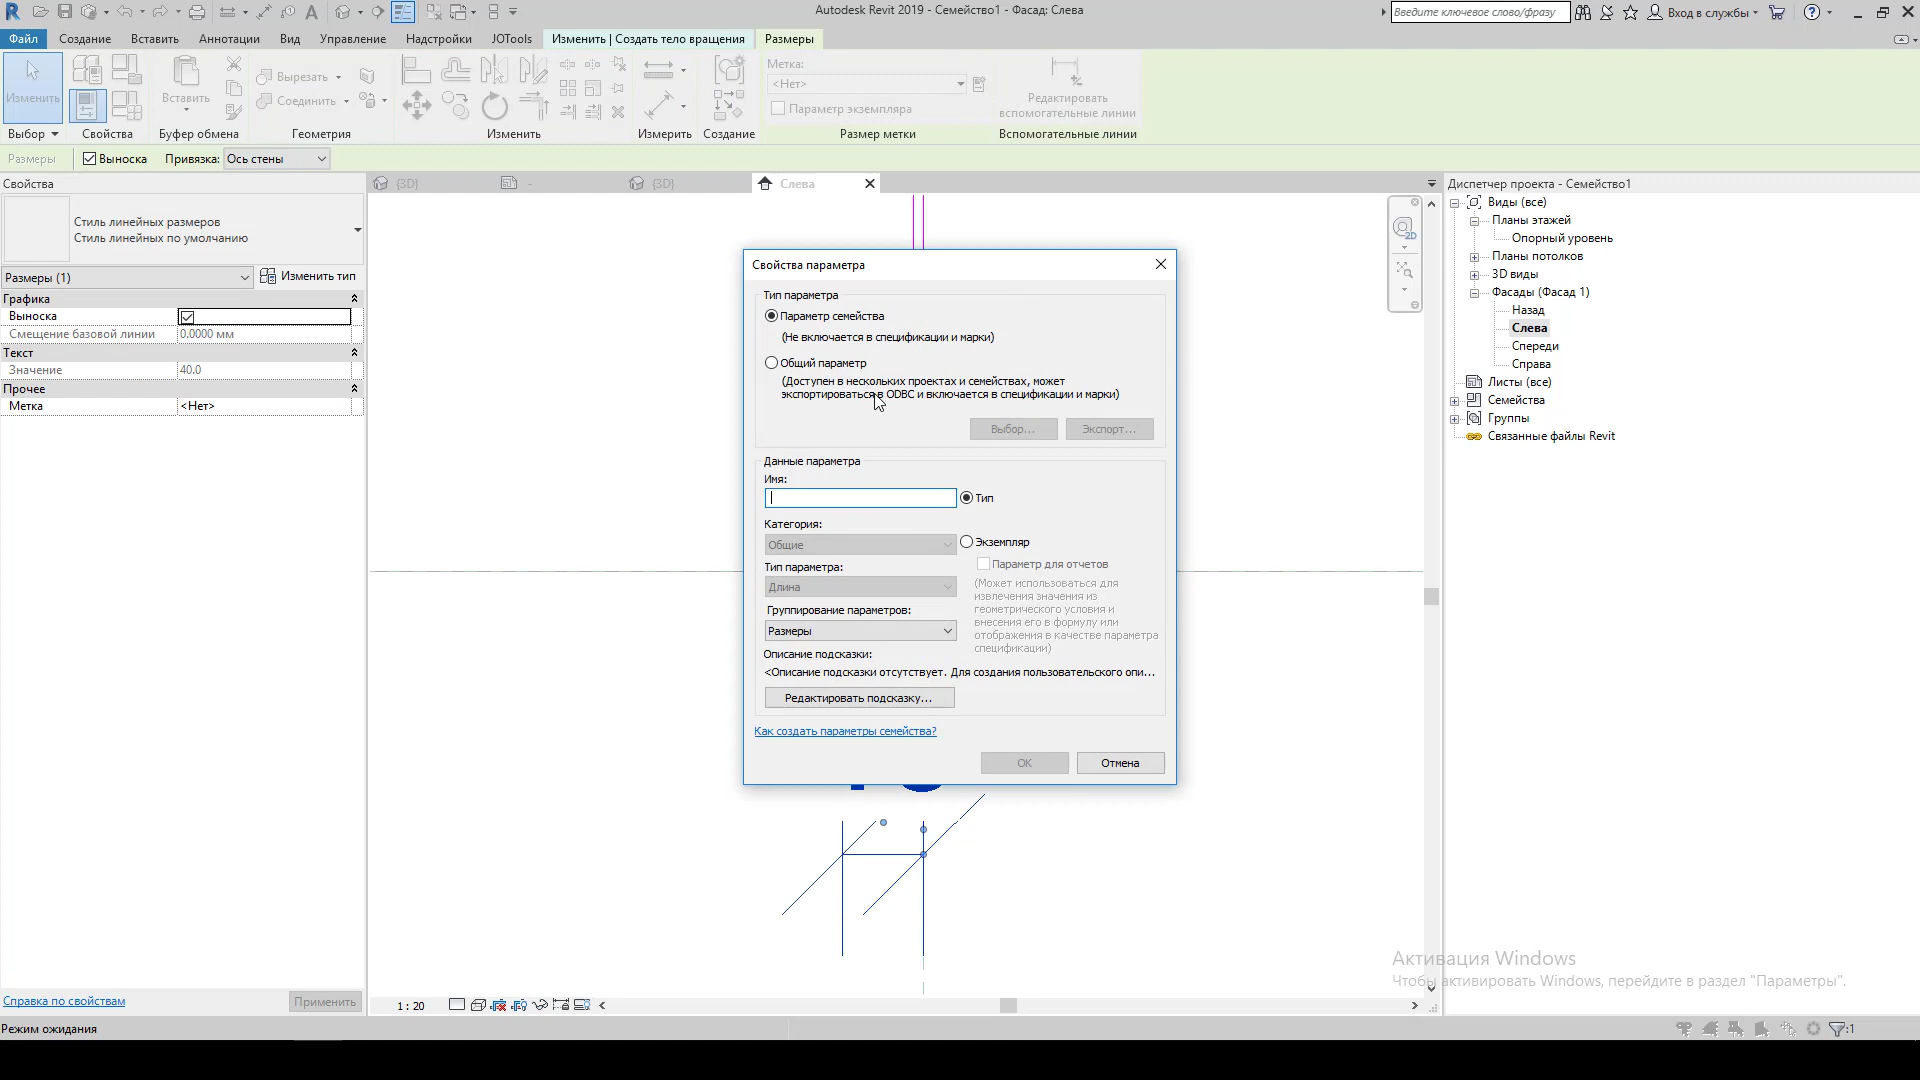 Autodesk Revit 2019 - Семейство1 - Фасад: Слева
Введите ключевое слово/фразу
Вход в службы
Файл
Создание
Вставить
Аннотации
Вид
Управление
Надстройки
JOTools
Изменить | Создать тело вращения
Размеры
Изменить
Вставить
Вырезать
Соединить
Метка:
<Нет>
Параметр экземпляра
Редактировать
вспомогательные линии
Выбор
Свойства
Буфер обмена
Геометрия
Изменить
Измерить
Создание
Размер метки
Вспомогательные линии
Размеры
Выноска
Привязка:
Ось стены
Свойства
Стиль линейных размеров
Стиль линейных по умолчанию
Размеры (1)
Изменить тип
Графика
Выноска
Смещение базовой линии
0.0000 мм
Текст
Значение
40.0
Прочее
Метка
<Нет>
Справка по свойствам
Применить
Режим ожидания
{3D}
-
{3D}
Слева
2D
Свойства параметра
Тип параметра
Параметр семейства
(Не включается в спецификации и марки)
Общий параметр
(Доступен в нескольких проектах и семействах, может
экспортироваться в ODBC и включается в спецификации и марки)
Выбор...
Экспорт...
Данные параметра
Имя:
Тип
Категория:
Общие
Экземпляр
Параметр для отчетов
Тип параметра:
Длина
(Может использоваться для
извлечения значения из
геометрического условия и
внесения его в формулу или
отображения в качестве параметра
спецификации)
Группирование параметров:
Размеры
Описание подсказки:
<Описание подсказки отсутствует. Для создания пользовательского опи...
Редактировать подсказку...
Как создать параметры семейства?
ОК
Отмена
1 : 20
Диспетчер проекта - Семейство1
Виды (все)
Планы этажей
Опорный уровень
Планы потолков
3D виды
Фасады (Фасад 1)
Назад
Слева
Спереди
Справа
Листы (все)
Семейства
Группы
Связанные файлы Revit
Активация Windows
Чтобы активировать Windows, перейдите в раздел "Параметры".
:1